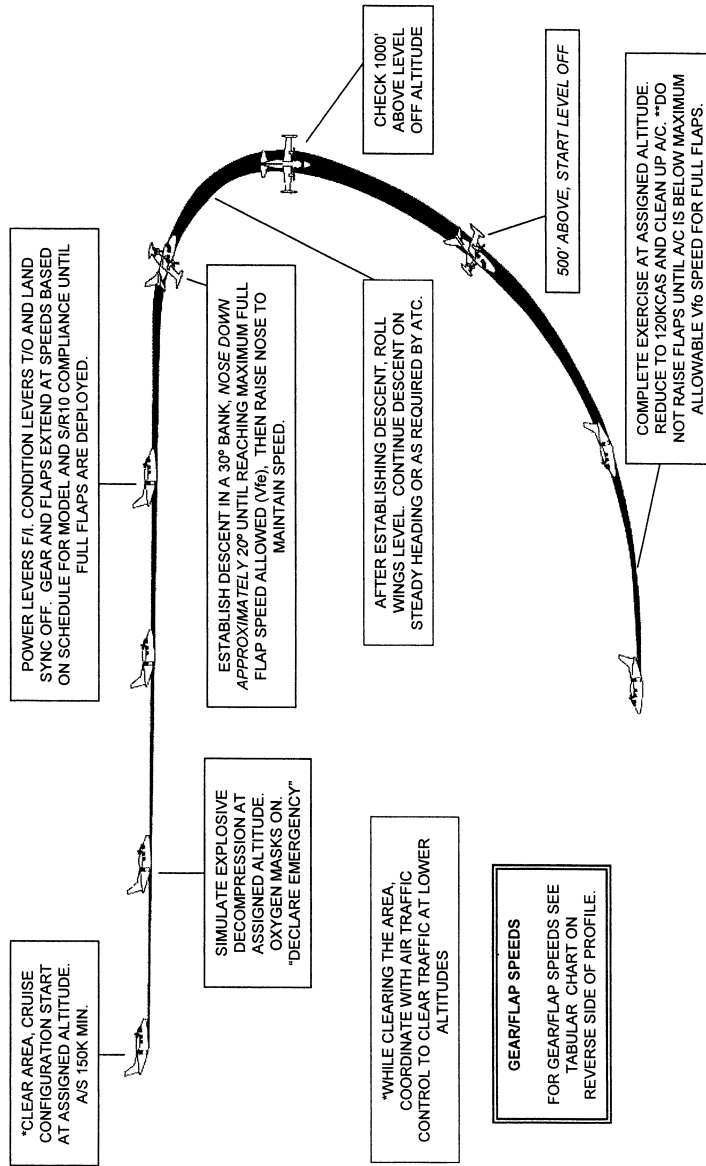 *CLEAR AREA, CRUISE
CONFIGURATION START
AT ASSIGNED ALTITUDE.
A/S 150K MIN.
SIMULATE EXPLOSIVE
DECOMPRESSION AT
ASSIGNED ALTITUDE.
OXYGEN MASKS ON.
"DECLARE EMERGENCY"
POWER LEVERS F/I. CONDITION LEVERS T/O AND LAND
SYNC OFF. GEAR AND FLAPS EXTEND AT SPEEDS BASED
ON SCHEDULE FOR MODEL AND S/R10 COMPLIANCE UNTIL
FULL FLAPS ARE DEPLOYED.
ESTABLISH DESCENT IN A 30º BANK, NOSE DOWN
APPROXIMATELY 20º UNTIL REACHING MAXIMUM FULL
FLAP SPEED ALLOWED (Vfe), THEN RAISE NOSE TO
MAINTAIN SPEED.
CHECK 1000'
ABOVE LEVEL
OFF ALTITUDE
AFTER ESTABLISHING DESCENT, ROLL
WINGS LEVEL. CONTINUE DESCENT ON
STEADY HEADING OR AS REQUIRED BY ATC.
500' ABOVE, START LEVEL OFF
COMPLETE EXERCISE AT ASSIGNED ALTITUDE.
REDUCE TO 120KCAS AND CLEAN UP A/C. **DO
NOT RAISE FLAPS UNTIL A/C IS BELOW MAXIMUM
ALLOWABLE Vfo SPEED FOR FULL FLAPS.
*WHILE CLEARING THE AREA,
COORDINATE WITH AIR TRAFFIC
CONTROL TO CLEAR TRAFFIC AT LOWER
ALTITUDES
GEAR/FLAP SPEEDS
FOR GEAR/FLAP SPEEDS SEE
TABULAR CHART ON
REVERSE SIDE OF PROFILE.